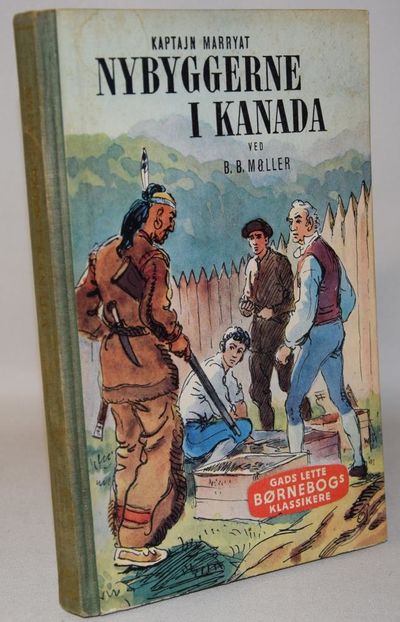 KAPTAJN MARRYAT
NYBYGGERNE
I KANADA
VED
B. B. MØLLER
GADS LETTE
BØRNEBOGS
KLASSIKERE